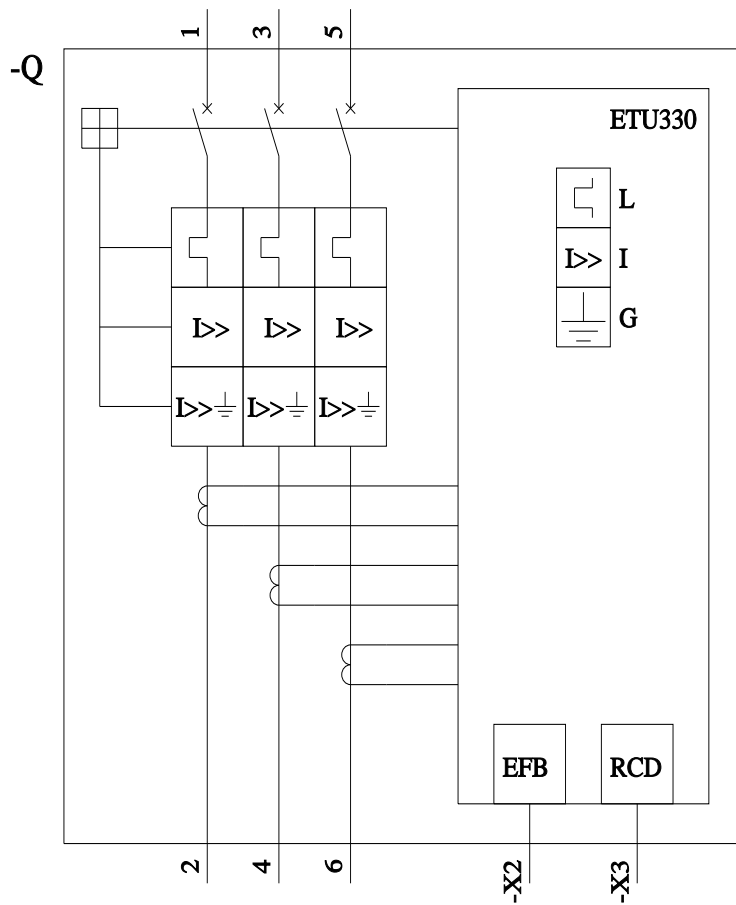 1 3 5
-Q
ETU330
L
I>> I
G
I>> I>> I>>
I>> I>> I>>
EFB RCD
2 4 6 -X2 -X3